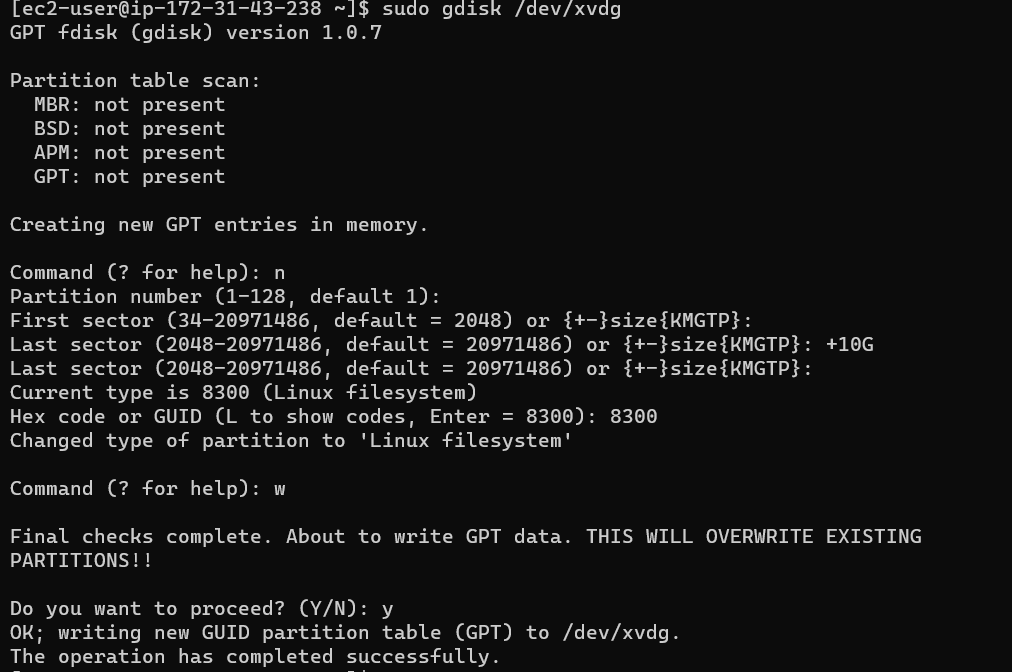 [ec2-user@ip-172-31-43-238 ~]$ sudo gdisk /dev/xvdg
GPT fdisk (gdisk) version 1.0.7

Partition table scan:
  MBR: not present
  BSD: not present
  APM: not present
  GPT: not present

Creating new GPT entries in memory.

Command (? for help): n
Partition number (1-128, default 1):
First sector (34-20971486, default = 2048) or {+-}size{KMGTP}:
Last sector (2048-20971486, default = 20971486) or {+-}size{KMGTP}: +10G
Last sector (2048-20971486, default = 20971486) or {+-}size{KMGTP}:
Current type is 8300 (Linux filesystem)
Hex code or GUID (L to show codes, Enter = 8300): 8300
Changed type of partition to 'Linux filesystem'

Command (? for help): w

Final checks complete. About to write GPT data. THIS WILL OVERWRITE EXISTING
PARTITIONS!!

Do you want to proceed? (Y/N): y
OK; writing new GUID partition table (GPT) to /dev/xvdg.
The operation has completed successfully.